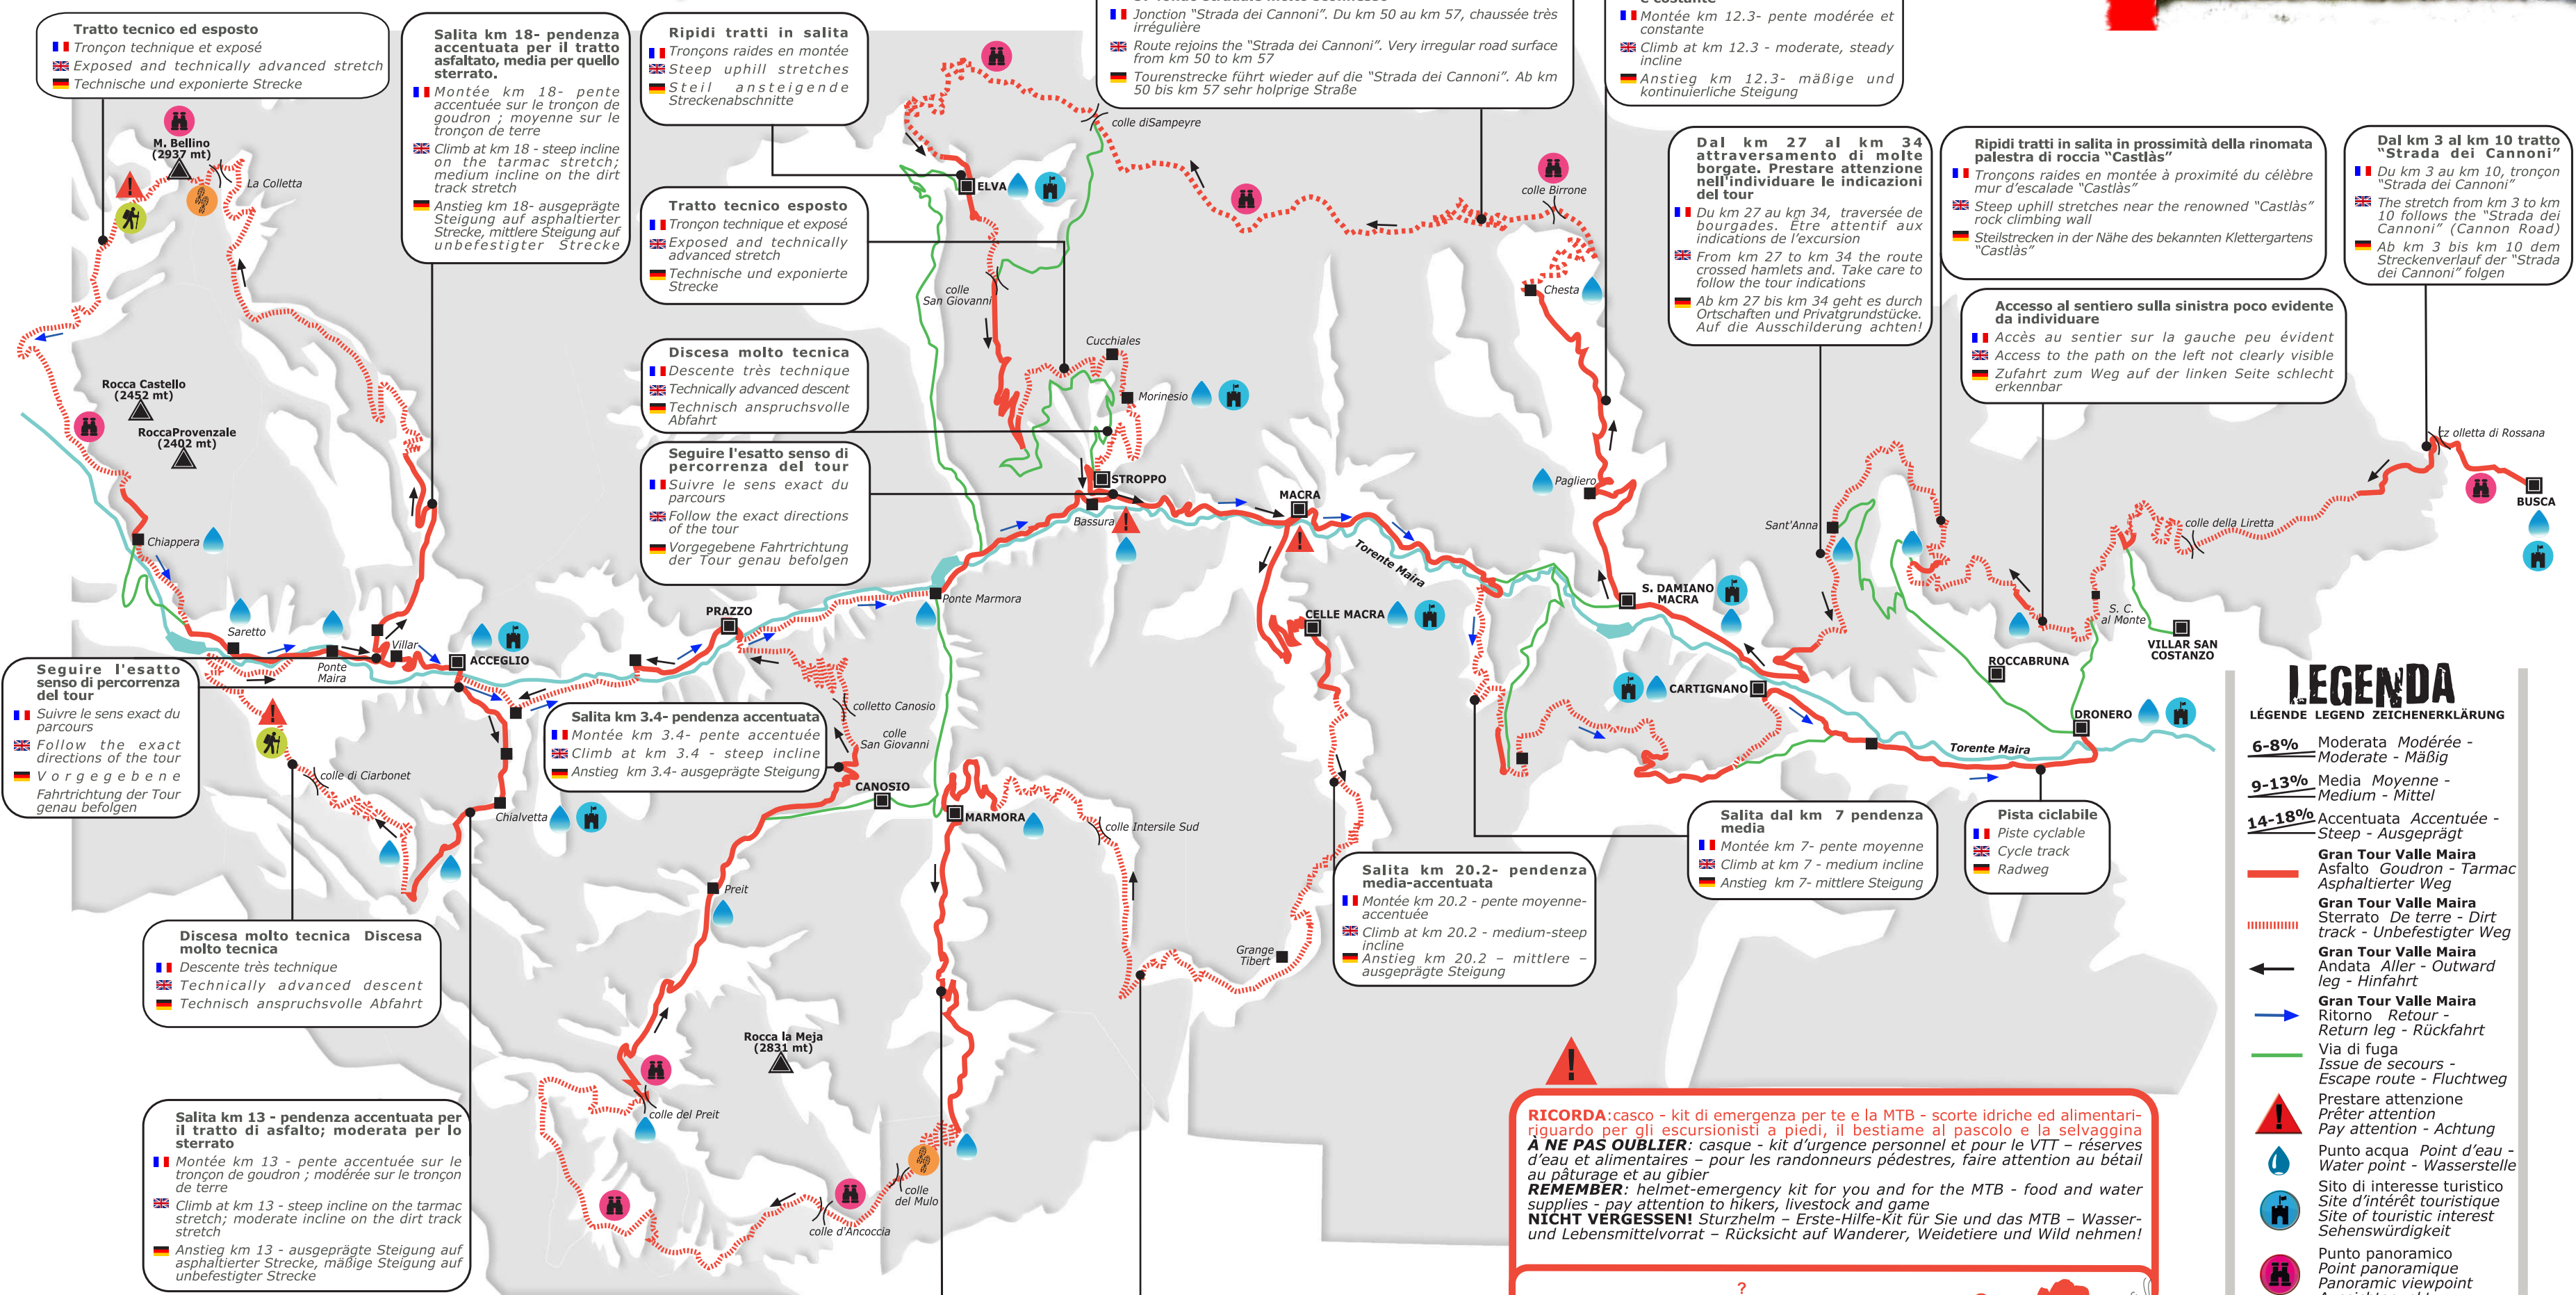 Tratto tecnico ed esposto
Tronçon technique et exposé
Exposed and technically advanced stretch
Technische und exponierte Strecke
Salita km 18- pendenza
accentuata per il tratto
asfaltato, media per quello
sterrato.
Montée km 18- pente
accentuée sur le tronçon de
goudron ; moyenne sur le
tronçon de terre
Climb at km 18 - steep incline
on the tarmac stretch;
medium incline on the dirt
track stretch
Anstieg km 18- ausgeprägte
Steigung auf asphaltierter
Strecke, mittlere Steigung auf
unbefestigter Strecke
Ripidi tratti in salita
Tronçons raides en montée
Steep uphill stretches
Steil ansteigende
Streckenabschnitte
Jonction “Strada dei Cannoni”. Du km 50 au km 57, chaussée très
irrégulière
Route rejoins the “Strada dei Cannoni”. Very irregular road surface
from km 50 to km 57
Tourenstrecke führt wieder auf die “Strada dei Cannoni”. Ab km
50 bis km 57 sehr holprige Straße
e costante
Montée km 12.3- pente modérée et
constante
Climb at km 12.3 - moderate, steady
incline
Anstieg km 12.3- mäßige und
kontinuierliche Steigung
Dal km 27 al km 34
attraversamento di molte
borgate. Prestare attenzione
nell'individuare le indicazioni
del tour
Du km 27 au km 34, traversée de
bourgades. Être attentif aux
indications de l’excursion
From km 27 to km 34 the route
crossed hamlets and. Take care to
follow the tour indications
Ab km 27 bis km 34 geht es durch
Ortschaften und Privatgrundstücke.
Auf die Ausschilderung achten!
Ripidi tratti in salita in prossimità della rinomata
palestra di roccia “Castlàs”
Tronçons raides en montée à proximité du célèbre
mur d’escalade “Castlàs”
Steep uphill stretches near the renowned “Castlàs”
rock climbing wall
Steilstrecken in der Nähe des bekannten Klettergartens
“Castlàs”
Dal km 3 al km 10 tratto
“Strada dei Cannoni”
Du km 3 au km 10, tronçon
“Strada dei Cannoni”
The stretch from km 3 to km
10 follows the “Strada dei
Cannoni” (Cannon Road)
Ab km 3 bis km 10 dem
Streckenverlauf der “Strada
dei Cannoni” folgen
Accesso al sentiero sulla sinistra poco evidente
da individuare
Accès au sentier sur la gauche peu évident
Access to the path on the left not clearly visible
Zufahrt zum Weg auf der linken Seite schlecht
erkennbar
Tratto tecnico esposto
Tronçon technique et exposé
Exposed and technically
advanced stretch
Technische und exponierte
Strecke
Discesa molto tecnica
Descente très technique
Technically advanced descent
Technisch anspruchsvolle
Abfahrt
Seguire l'esatto senso di
percorrenza del tour
Suivre le sens exact du
parcours
Follow the exact directions
of the tour
Vorgegebene Fahrtrichtung
der Tour genau befolgen
M. Bellino
(2937 mt)
La Colletta
Rocca Castello
(2452 mt)
RoccaProvenzale
(2402 mt)
Chiappera
Saretto
Ponte
Maira
Villar
ACCEGLIO
PRAZZO
Ponte Marmora
ELVA
colle diSampeyre
colle
San Giovanni
Cucchiales
Morinesio
STROPPO
Bassura
MACRA
Torente Maira
CELLE MACRA
colle Birrone
Chesta
Pagliero
S. DAMIANO
MACRA
CARTIGNANO
Sant'Anna
ROCCABRUNA
DRONERO
Torente Maira
S. C.
al Monte
VILLAR SAN
COSTANZO
colle della Liretta
cz olletta di Rossana
BUSCA
Seguire l'esatto
senso di percorrenza
del tour
Suivre le sens exact du
parcours
Follow the exact
directions of the tour
Vorgegebene
Fahrtrichtung der Tour
genau befolgen
colle di Ciarbonet
Chialvetta
Salita km 3.4- pendenza accentuata
Montée km 3.4- pente accentuée
Climb at km 3.4 - steep incline
Anstieg km 3.4- ausgeprägte Steigung
colletto Canosio
colle
San Giovanni
CANOSIO
MARMORA
colle Intersile Sud
Preit
Grange
Tibert
Rocca la Meja
(2831 mt)
colle del Preit
colle
del Mulo
colle d'Ancoccia
Discesa molto tecnica Discesa
molto tecnica
Descente très technique
Technically advanced descent
Technisch anspruchsvolle Abfahrt
Salita km 13 - pendenza accentuata per
il tratto di asfalto; moderata per lo
sterrato
Montée km 13 - pente accentuée sur le
tronçon de goudron ; modérée sur le tronçon
de terre
Climb at km 13 - steep incline on the tarmac
stretch; moderate incline on the dirt track
stretch
Anstieg km 13 - ausgeprägte Steigung auf
asphaltierter Strecke, mäßige Steigung auf
unbefestigter Strecke
Salita km 20.2- pendenza
media-accentuata
Montée km 20.2 - pente moyenne-
accentuée
Climb at km 20.2 - medium-steep
incline
Anstieg km 20.2 – mittlere –
ausgeprägte Steigung
Salita dal km 7 pendenza
media
Montée km 7- pente moyenne
Climb at km 7 - medium incline
Anstieg km 7- mittlere Steigung
Pista ciclabile
Piste cyclable
Cycle track
Radweg
RICORDA:casco - kit di emergenza per te e la MTB - scorte idriche ed alimentari-
riguardo per gli escursionisti a piedi, il bestiame al pascolo e la selvaggina
À NE PAS OUBLIER: casque - kit d’urgence personnel et pour le VTT – réserves
d’eau et alimentaires – pour les randonneurs pédestres, faire attention au bétail
au pâturage et au gibier
REMEMBER: helmet-emergency kit for you and for the MTB - food and water
supplies - pay attention to hikers, livestock and game
NICHT VERGESSEN! Sturzhelm – Erste-Hilfe-Kit für Sie und das MTB – Wasser-
und Lebensmittelvorrat – Rücksicht auf Wanderer, Weidetiere und Wild nehmen!
?
LEGENDA
LÉGENDE LEGEND ZEICHENERKLÄRUNG
6-8% Moderata Modérée -
Moderate - Mäßig
9-13% Media Moyenne -
Medium - Mittel
14-18% Accentuata Accentuée -
Steep - Ausgeprägt
Gran Tour Valle Maira
Asfalto Goudron - Tarmac
Asphaltierter Weg
Gran Tour Valle Maira
Sterrato De terre - Dirt
track - Unbefestigter Weg
Gran Tour Valle Maira
Andata Aller - Outward
leg - Hinfahrt
Gran Tour Valle Maira
Ritorno Retour -
Return leg - Rückfahrt
Via di fuga
Issue de secours -
Escape route - Fluchtweg
Prestare attenzione
Prêter attention
Pay attention - Achtung
Punto acqua Point d’eau -
Water point - Wasserstelle
Sito di interesse turistico
Site d’intérêt touristique
Site of touristic interest
Sehenswürdigkeit
Punto panoramico
Point panoramique
Panoramic viewpoint